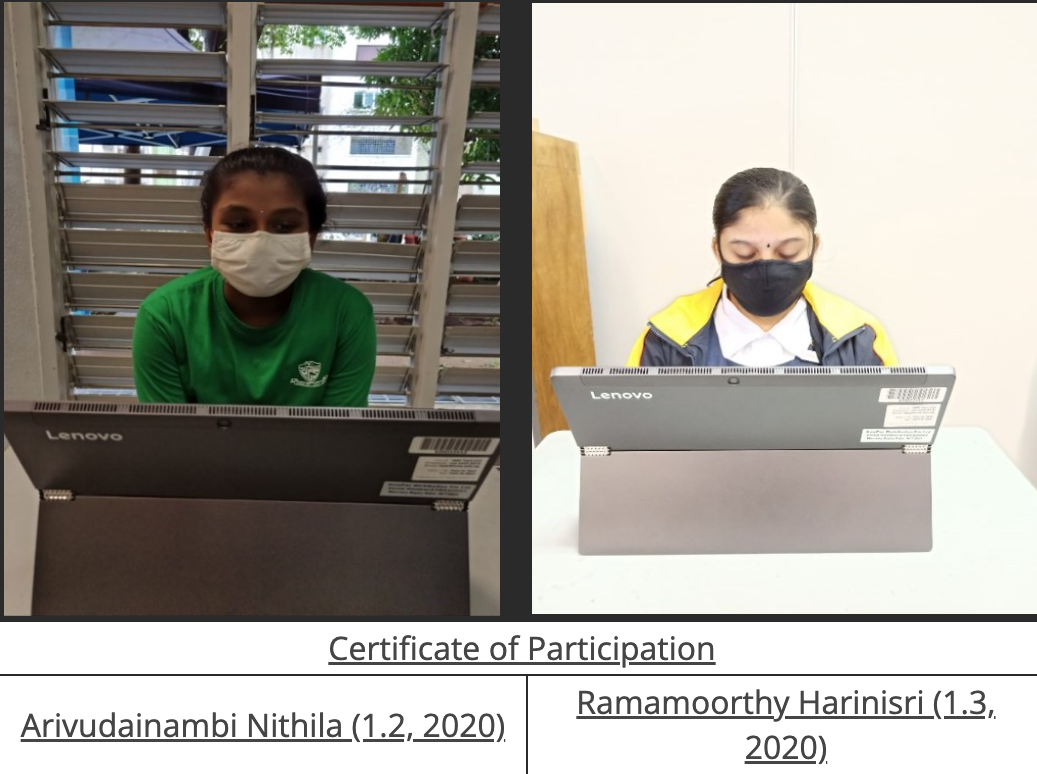 Lenovo
Lenovo
Certificate of Participation
Arivudainambi Nithila (1.2, 2020)
Ramamoorthy Harinisri (1.3,
2020)